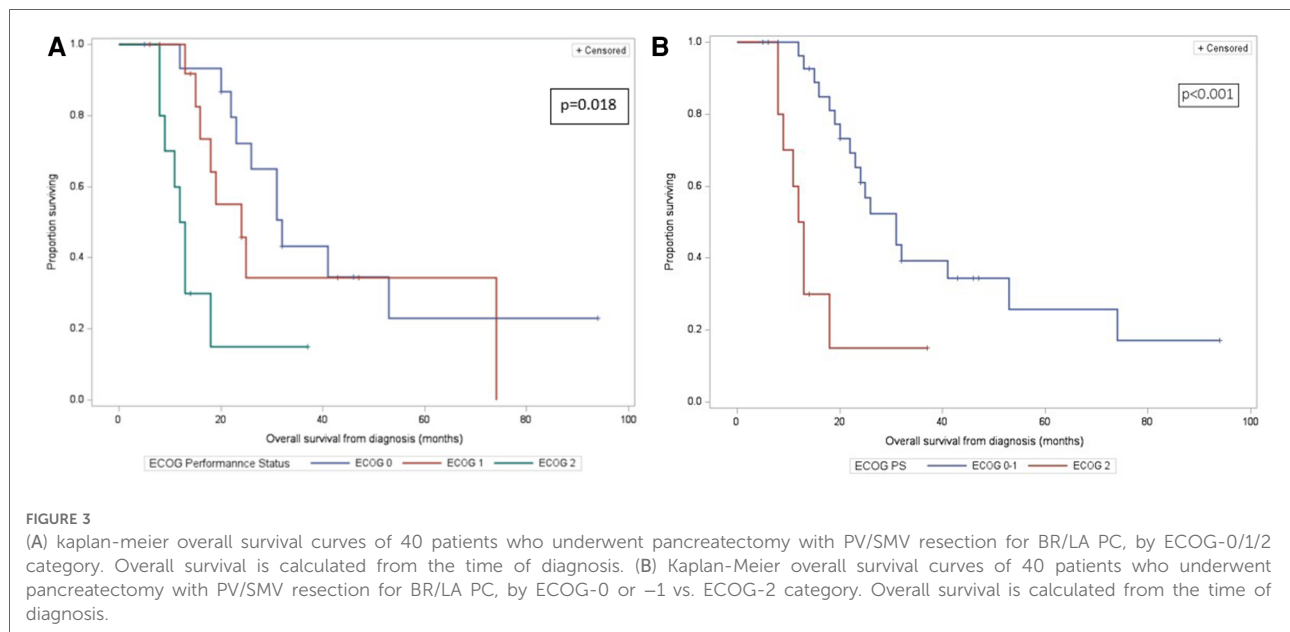 A
B
1.0
0.8
0.6
0.4
0.2
0.0
Proportion surviving
+ Censored
p=0.018
0 20 40 60 80 100
Overall survival from diagnosis (months)
ECOG Performannce Status ECOG 0 ECOG 1 ECOG 2
1.0
0.8
0.6
0.4
0.2
0.0
Proportion surviving
+ Censored
p<0.001
0 20 40 60 80 100
Overall survival from diagnosis (months)
ECOG PS ECOG 0-1 ECOG 2
FIGURE 3
(A) kaplan-meier overall survival curves of 40 patients who underwent pancreatectomy with PV/SMV resection for BR/LA PC, by ECOG-0/1/2
category. Overall survival is calculated from the time of diagnosis. (B) Kaplan-Meier overall survival curves of 40 patients who underwent
pancreatectomy with PV/SMV resection for BR/LA PC, by ECOG-0 or −1 vs. ECOG-2 category. Overall survival is calculated from the time of
diagnosis.